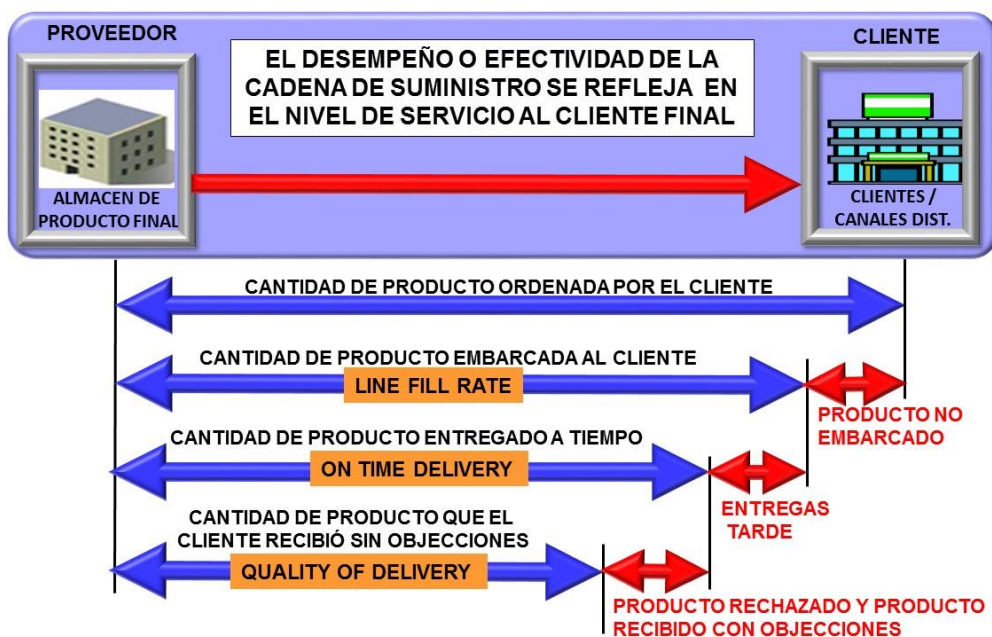 PROVEEDOR
CLIENTE
EL DESEMPEÑO O EFECTIVIDAD DE LA
CADENA DE SUMINISTRO SE REFLEJA EN
EL NIVEL DE SERVICIO AL CLIENTE FINAL
ALMACEN DE
PRODUCTO FINAL
CLIENTES /
CANALES DIST.
CANTIDAD DE PRODUCTO ORDENADA POR EL CLIENTE
CANTIDAD DE PRODUCTO EMBARCADA AL CLIENTE
LINE FILL RATE
PRODUCTO NO
EMBARCADO
CANTIDAD DE PRODUCTO ENTREGADO A TIEMPO
ON TIME DELIVERY
ENTREGAS
TARDE
CANTIDAD DE PRODUCTO QUE EL
CLIENTE RECIBIÓ SIN OBJECCIONES
QUALITY OF DELIVERY
PRODUCTO RECHAZADO Y PRODUCTO
RECIBIDO CON OBJECCIONES